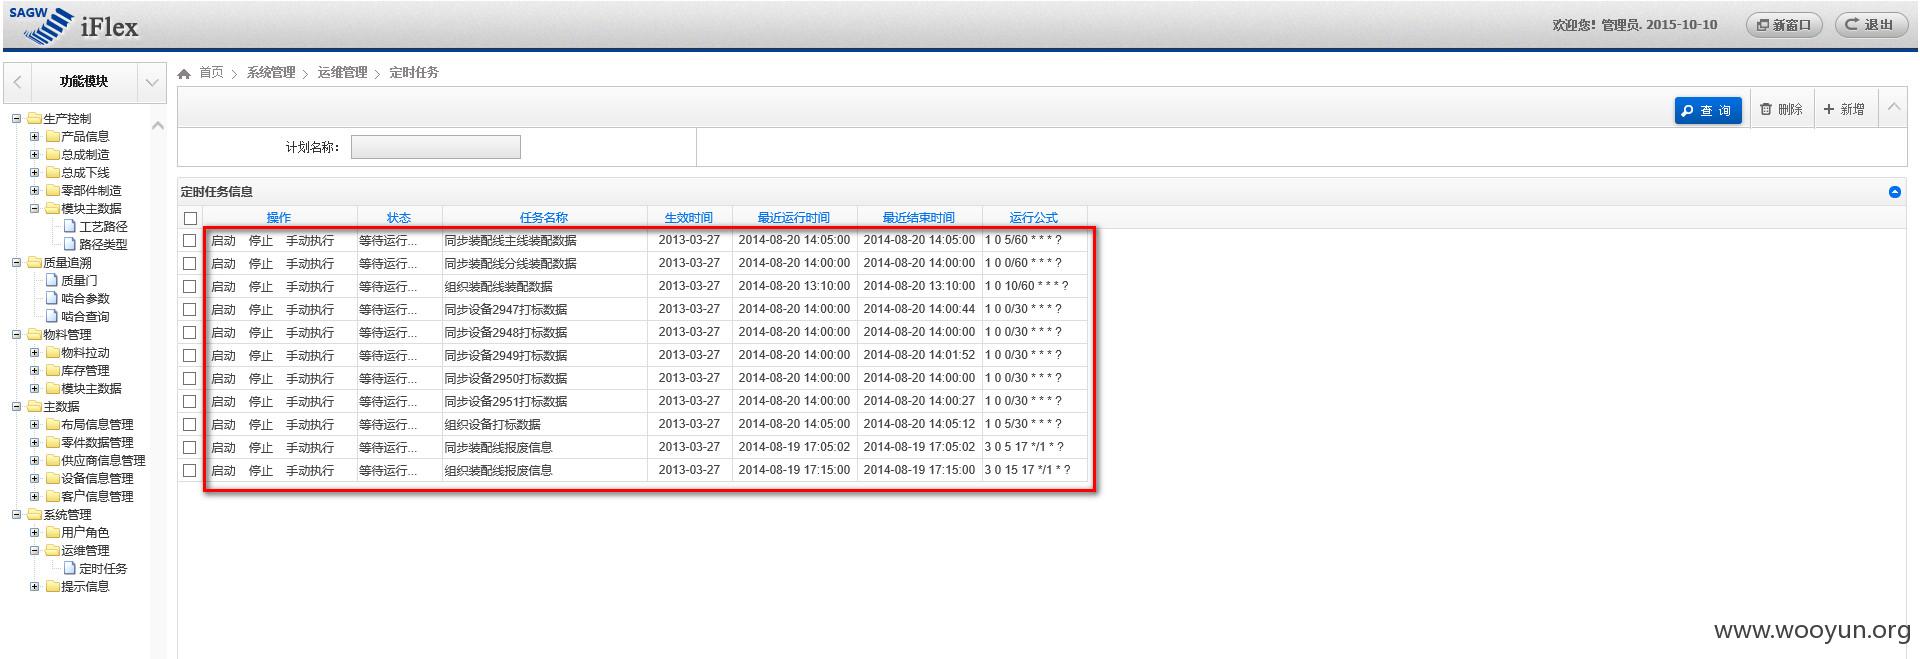 SAGW iFlex 欢迎您! 管理员. 2015-10-10 新窗口 退出
功能模块
首页 > 系统管理 > 运维管理 > 定时任务
查 询 删除 + 新增
计划名称：
生产控制
产品信息
总成制造
总成下线
零部件制造
模块主数据
工艺路径
路径类型
质量追溯
质量门
啮合参数
啮合查询
物料管理
物料拉动
库存管理
模块主数据
主数据
布局信息管理
零件数据管理
供应商信息管理
设备信息管理
客户信息管理
系统管理
用户角色
运维管理
定时任务
提示信息
定时任务信息
操作 状态 任务名称 生效时间 最近运行时间 最近结束时间 运行公式
启动 停止 手动执行 等待运行... 同步装配线主线装配数据 2013-03-27 2014-08-20 14:05:00 2014-08-20 14:05:00 1 0 5/60 * * * ?
启动 停止 手动执行 等待运行... 同步装配线分线装配数据 2013-03-27 2014-08-20 14:00:00 2014-08-20 14:00:00 1 0 0/60 * * * ?
启动 停止 手动执行 等待运行... 组织装配线装配数据 2013-03-27 2014-08-20 13:10:00 2014-08-20 13:10:00 1 0 10/60 * * * ?
启动 停止 手动执行 等待运行... 同步设备2947打标数据 2013-03-27 2014-08-20 14:00:00 2014-08-20 14:00:44 1 0 0/30 * * * ?
启动 停止 手动执行 等待运行... 同步设备2948打标数据 2013-03-27 2014-08-20 14:00:00 2014-08-20 14:00:00 1 0 0/30 * * * ?
启动 停止 手动执行 等待运行... 同步设备2949打标数据 2013-03-27 2014-08-20 14:00:00 2014-08-20 14:01:52 1 0 0/30 * * * ?
启动 停止 手动执行 等待运行... 同步设备2950打标数据 2013-03-27 2014-08-20 14:00:00 2014-08-20 14:00:00 1 0 0/30 * * * ?
启动 停止 手动执行 等待运行... 同步设备2951打标数据 2013-03-27 2014-08-20 14:00:00 2014-08-20 14:00:27 1 0 0/30 * * * ?
启动 停止 手动执行 等待运行... 组织设备打标数据 2013-03-27 2014-08-20 14:05:00 2014-08-20 14:05:12 1 0 5/30 * * * ?
启动 停止 手动执行 等待运行... 同步装配线报废信息 2013-03-27 2014-08-19 17:05:02 2014-08-19 17:05:02 3 0 5 17 */1 * ?
启动 停止 手动执行 等待运行... 组织装配线报废信息 2013-03-27 2014-08-19 17:15:00 2014-08-19 17:15:00 3 0 15 17 */1 * ?
www.wooyun.org